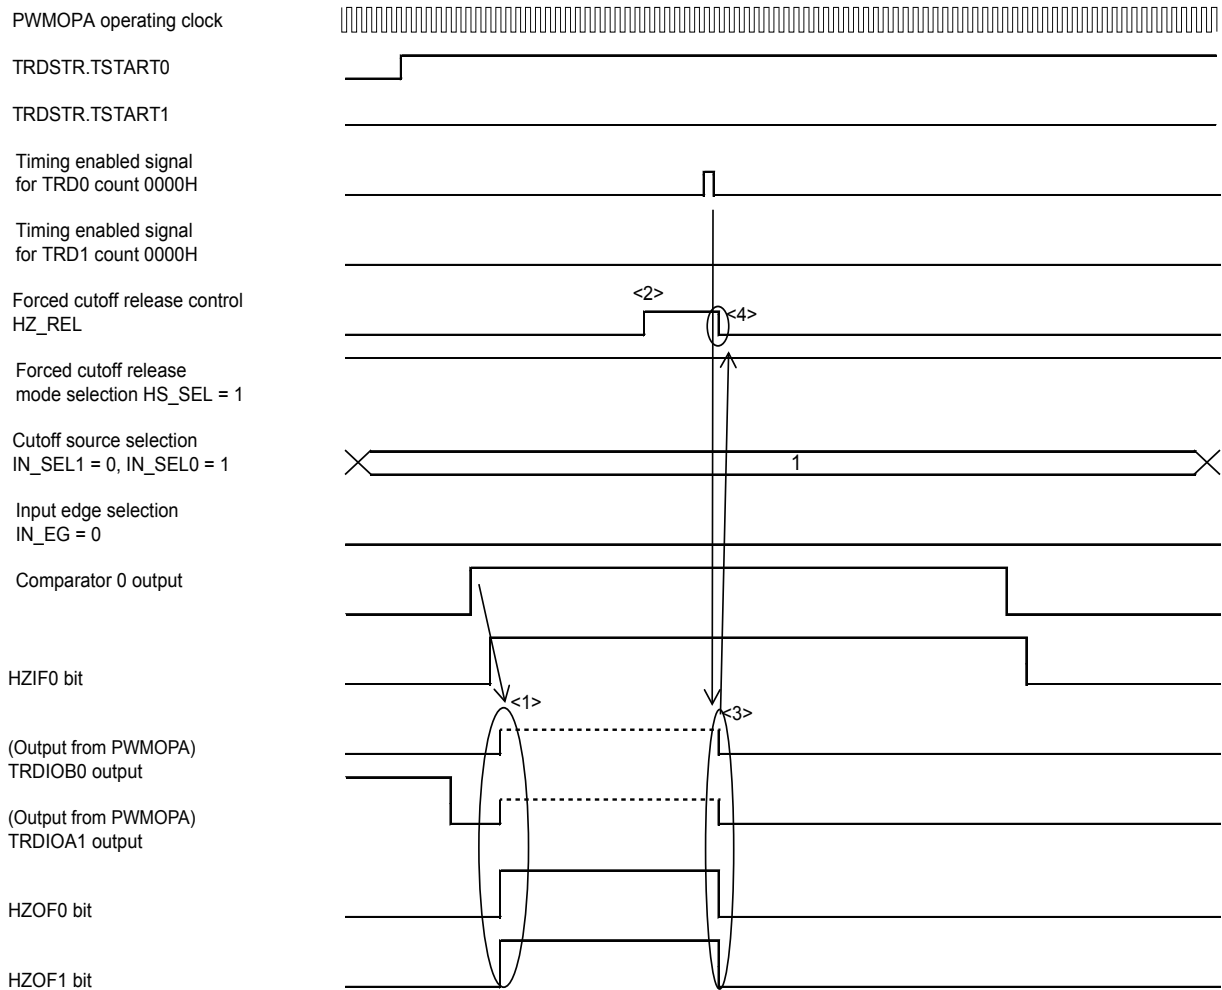 PWMOPA operating clock
TRDSTR.TSTART0
TRDSTR.TSTART1
Timing enabled signal
for TRD0 count 0000H
Timing enabled signal
for TRD1 count 0000H
Forced cutoff release control
HZ_REL
<2>
<4>
Forced cutoff release
mode selection HS_SEL = 1
Cutoff source selection
IN_SEL1 = 0, IN_SEL0 = 1
1
Input edge selection
IN_EG = 0
Comparator 0 output
HZIF0 bit
<1>
<3>
(Output from PWMOPA)
TRDIOB0 output
(Output from PWMOPA)
TRDIOA1 output
HZOF0 bit
HZOF1 bit